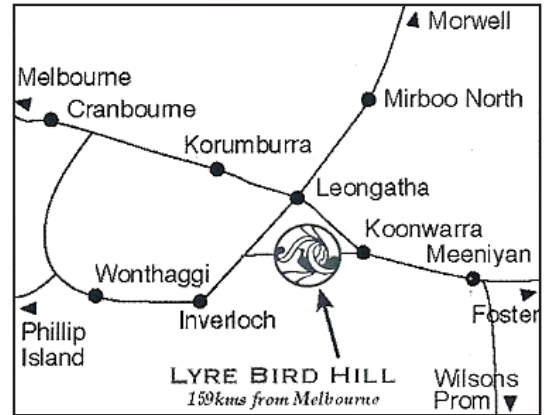 Morwell
Melbourne
Cranbourne
Mirboo North
Korumburra
Leongatha
Koonwarra
Meeniyan
Wonthaggi
Inverloch
Foster
Phillip
Island
LYRE BIRD HILL
159kms from Melbourne
Wilsons
Prom